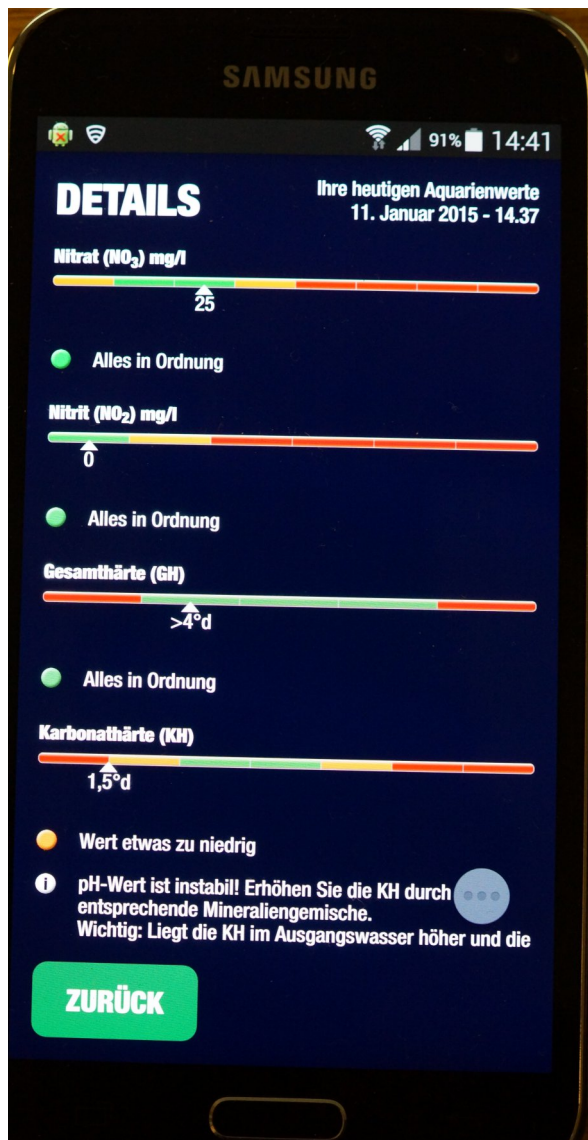 SAMSUNG
91% 14:41
DETAILS
Ihre heutigen Aquarienwerte
11. Januar 2015 - 14.37
Nitrat (NO₃) mg/l
25
Alles in Ordnung
Nitrit (NO₂) mg/l
0
Alles in Ordnung
Gesamthärte (GH)
>4°d
Alles in Ordnung
Karbonathärte (KH)
1,5°d
Wert etwas zu niedrig
pH-Wert ist instabil! Erhöhen Sie die KH durch
entsprechende Mineraliengemische.
Wichtig: Liegt die KH im Ausgangswasser höher und die
ZURÜCK